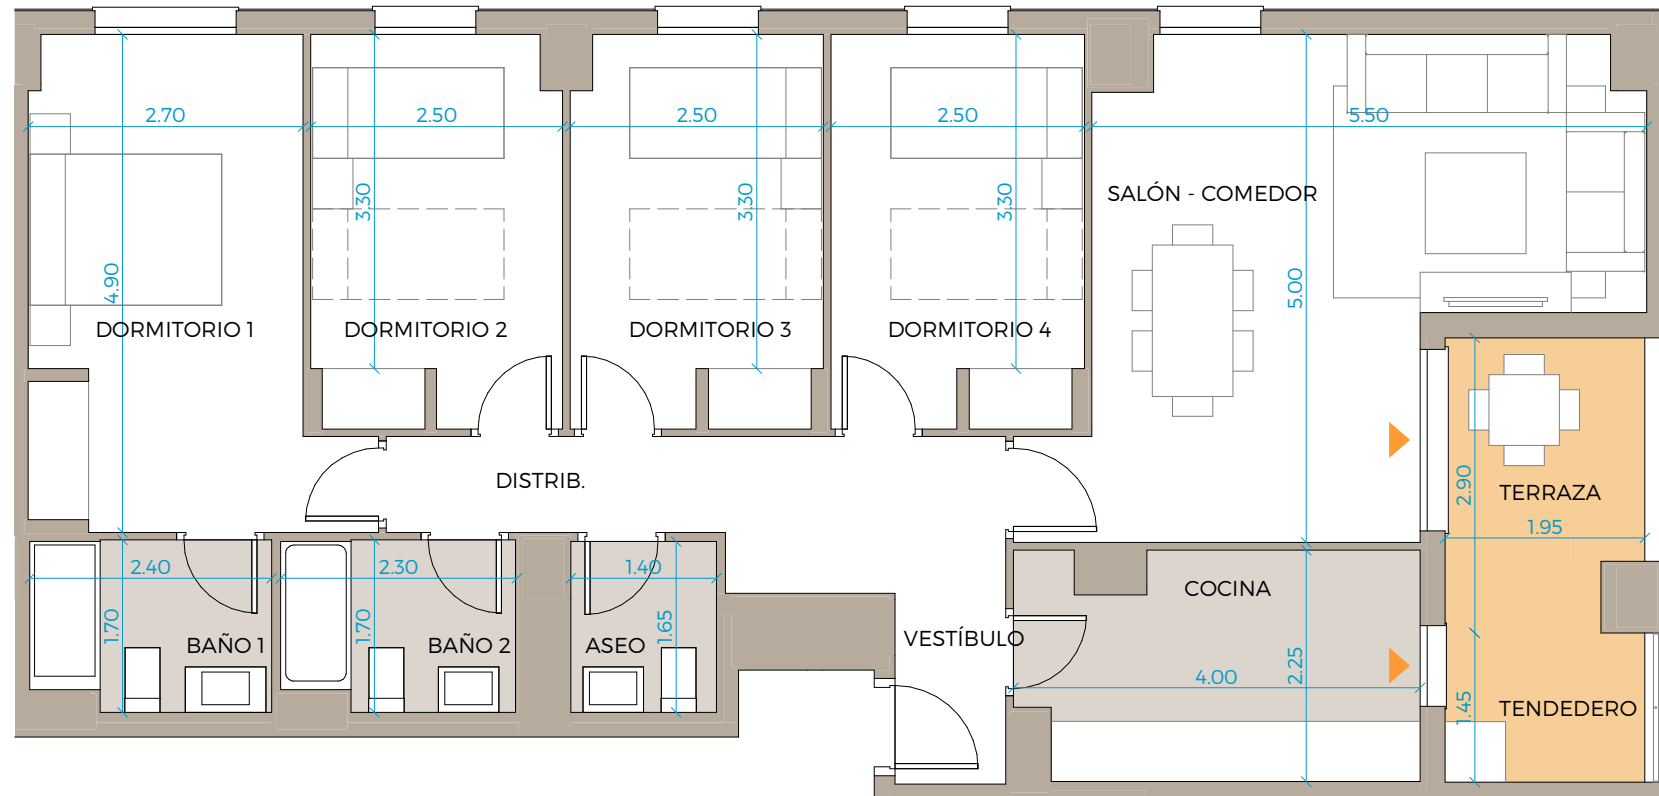 2.70
2.50
2.50
2.50
5.50
3.30
3.30
3.30
SALÓN - COMEDOR
4.90
5.00
DORMITORIO 1
DORMITORIO 2
DORMITORIO 3
DORMITORIO 4
DISTRIB.
2.90
TERRAZA
1.95
2.40
2.30
1.40
COCINA
1.70
1.70
1.65
BAÑO 1
BAÑO 2
ASEO
VESTÍBULO
2.25
4.00
1.45
TENDEDERO